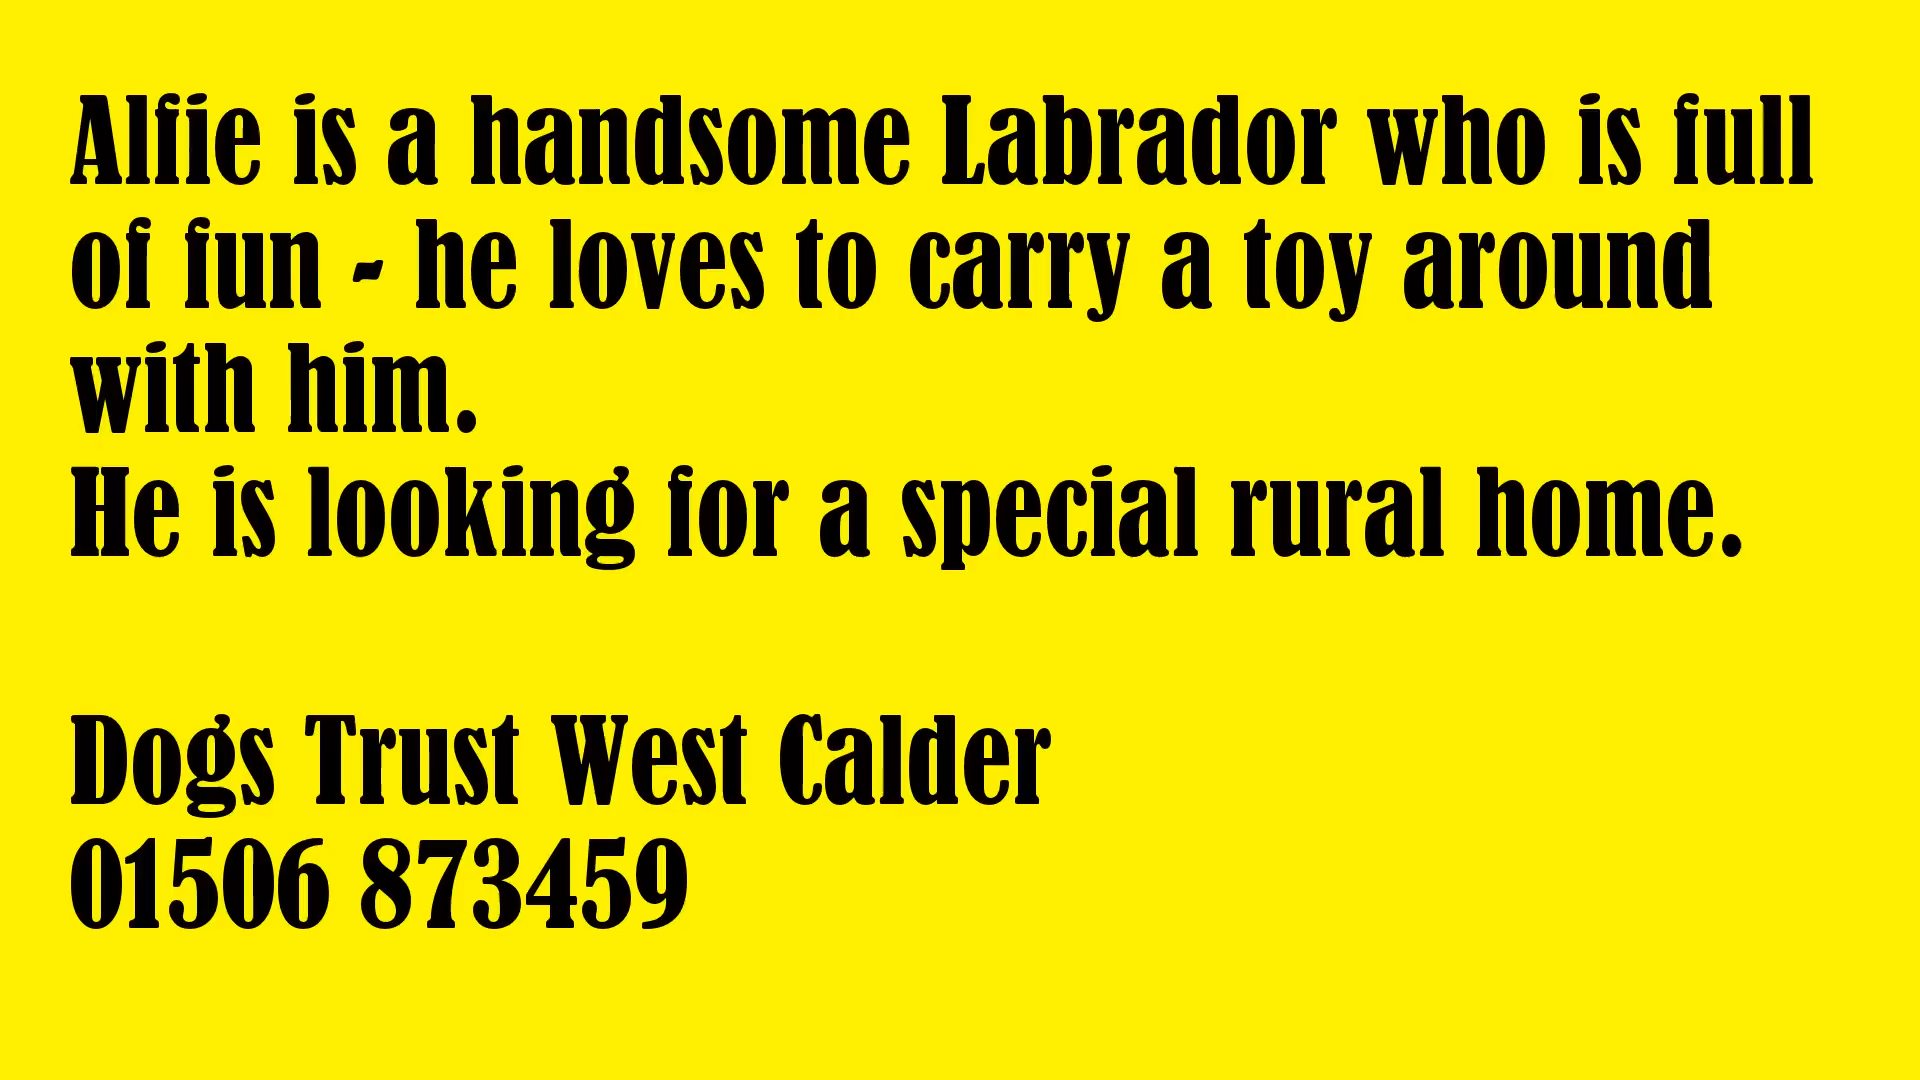 Alfie is a handsome Labrador who is full
of fun - he loves to carry a toy around
with him.
He is looking for a special rural home.
Dogs Trust West Calder
01506 873459